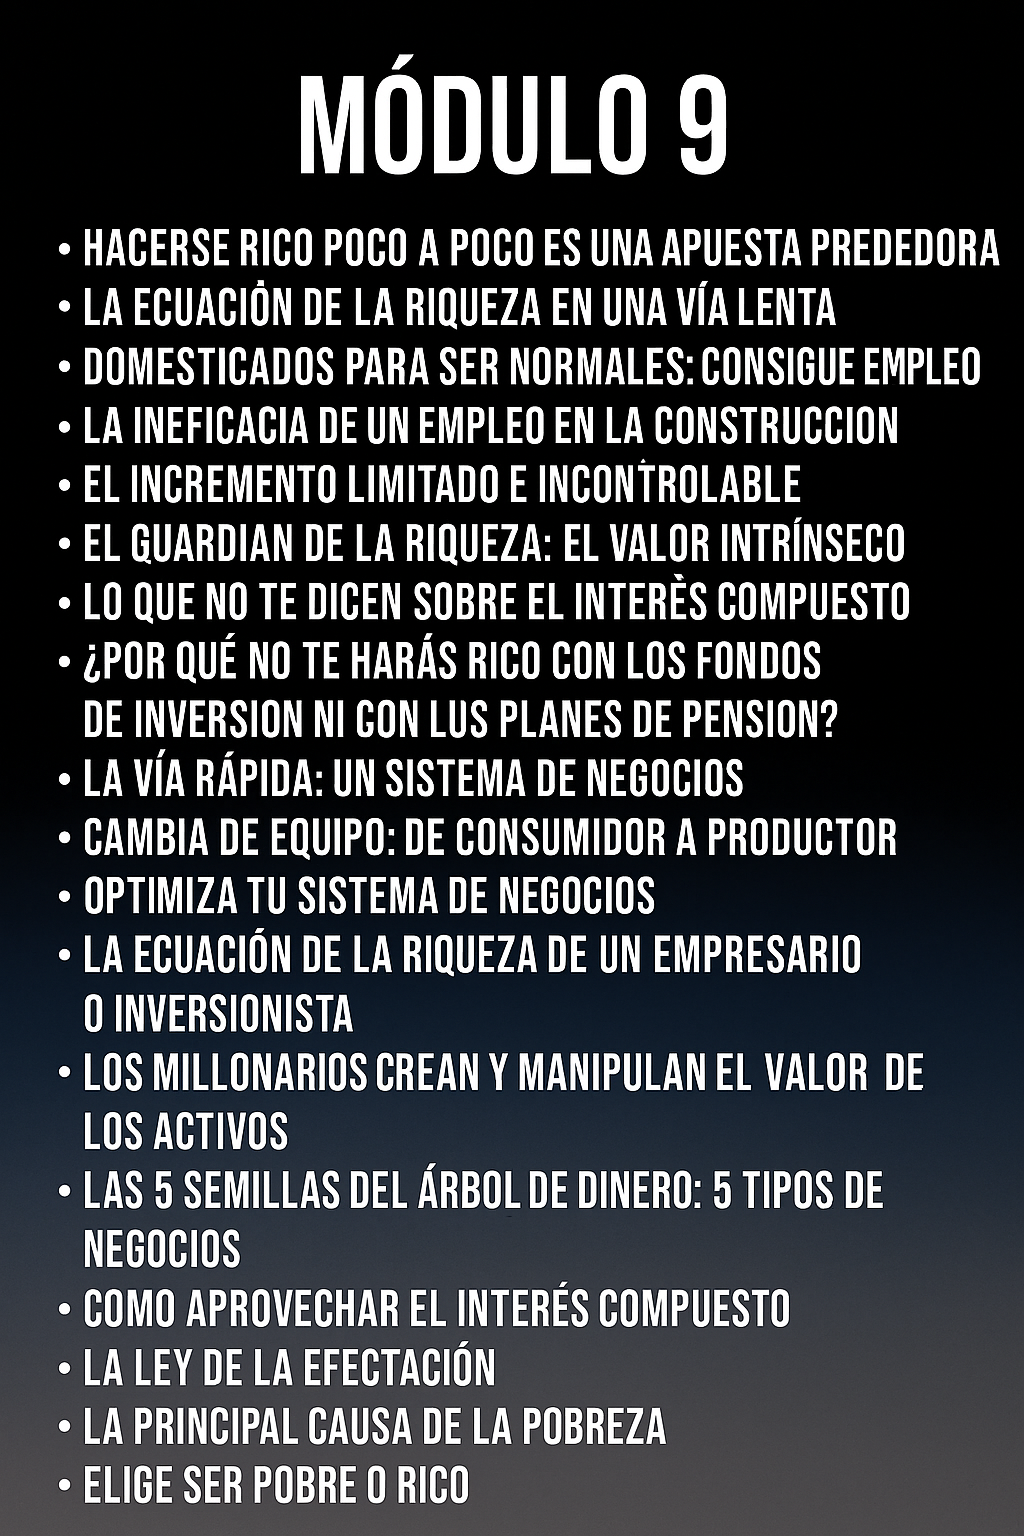 MÓDULO 9
• HACERSE RICO POCO A POCO ES UNA APUESTA PREDEDORA
• LA ECUACIÒN DE LA RIQUEZA EN UNA VÍA LENTA
• DOMESTICADOS PARA SER NORMALES: CONSIGUE EMPLEO
• LA INEFICACIA DE UN EMPLEO EN LA CONSTRUCCION
• EL INCREMENTO LIMITADO E INCONTROLABLE
• EL GUARDIAN DE LA RIQUEZA: EL VALOR INTRÍNSECO
• LO QUE NO TE DICEN SOBRE EL INTERÈS COMPUESTO
• ¿POR QUÉ NO TE HARÁS RICO CON LOS FONDOS
DE INVERSION NI GON LUS PLANES DE PENSION?
• LA VÍA RÁPIDA: UN SISTEMA DE NEGOCIOS
• CAMBIA DE EQUIPO: DE CONSUMIDOR A PRODUCTOR
• OPTIMIZA TU SISTEMA DE NEGOCIOS
• LA ECUACIÓN DE LA RIQUEZA DE UN EMPRESARIO
O INVERSIONISTA
• LOS MILLONARIOS CREAN Y MANIPULAN EL VALOR DE
LOS ACTIVOS
• LAS 5 SEMILLAS DEL ÁRBOL DE DINERO: 5 TIPOS DE
NEGOCIOS
• COMO APROVECHAR EL INTERÉS COMPUESTO
• LA LEY DE LA EFECTACIÓN
• LA PRINCIPAL CAUSA DE LA POBREZA
• ELIGE SER POBRE O RICO